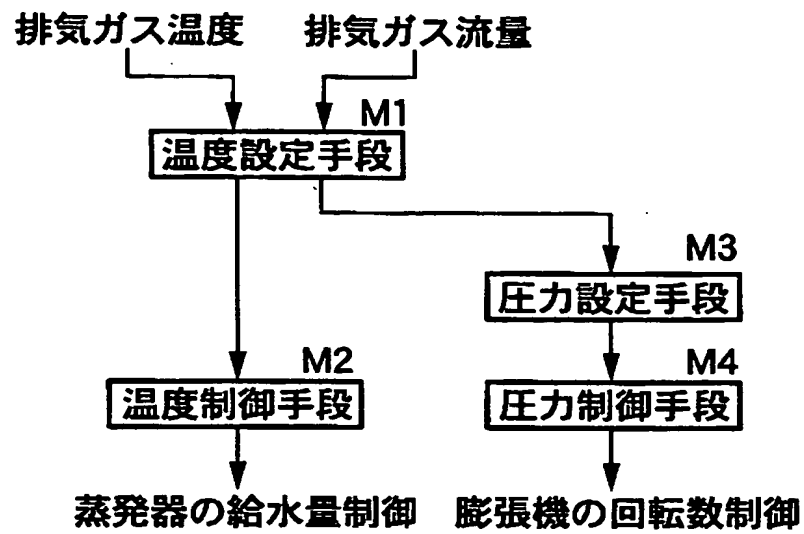 排気ガス温度
排気ガス流量
M1
温度設定手段
M3
圧力設定手段
M2
温度制御手段
M4
圧力制御手段
蒸発器の給水量制御
膨張機の回転数制御